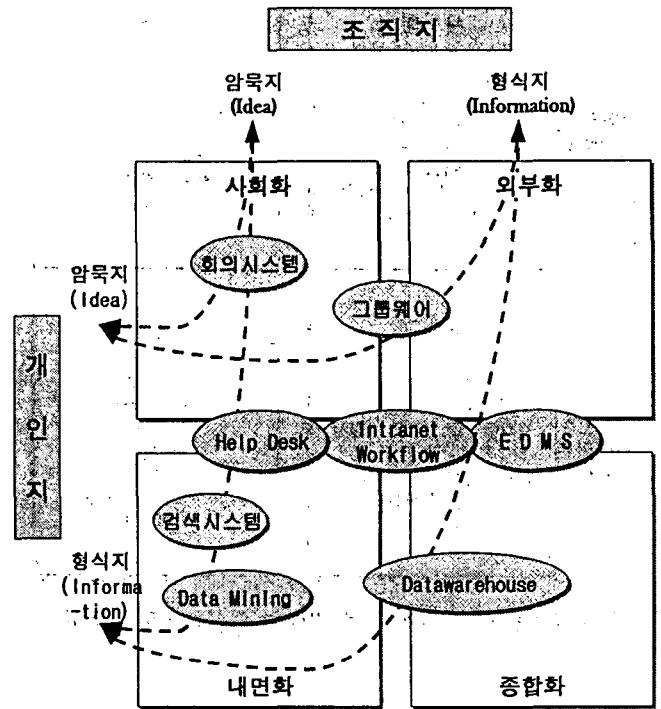 조 직 지
암묵지
(Idea)
형식지
(Information)
사회화
외부화
회의시스템
암묵지
(Idea)
그룹웨어
개
인
지
Help Desk
Intranet
Workflow
E D M S
검색시스템
형식지
(Informa
-tion)
Data Mining
Datawarehouse
내면화
종합화